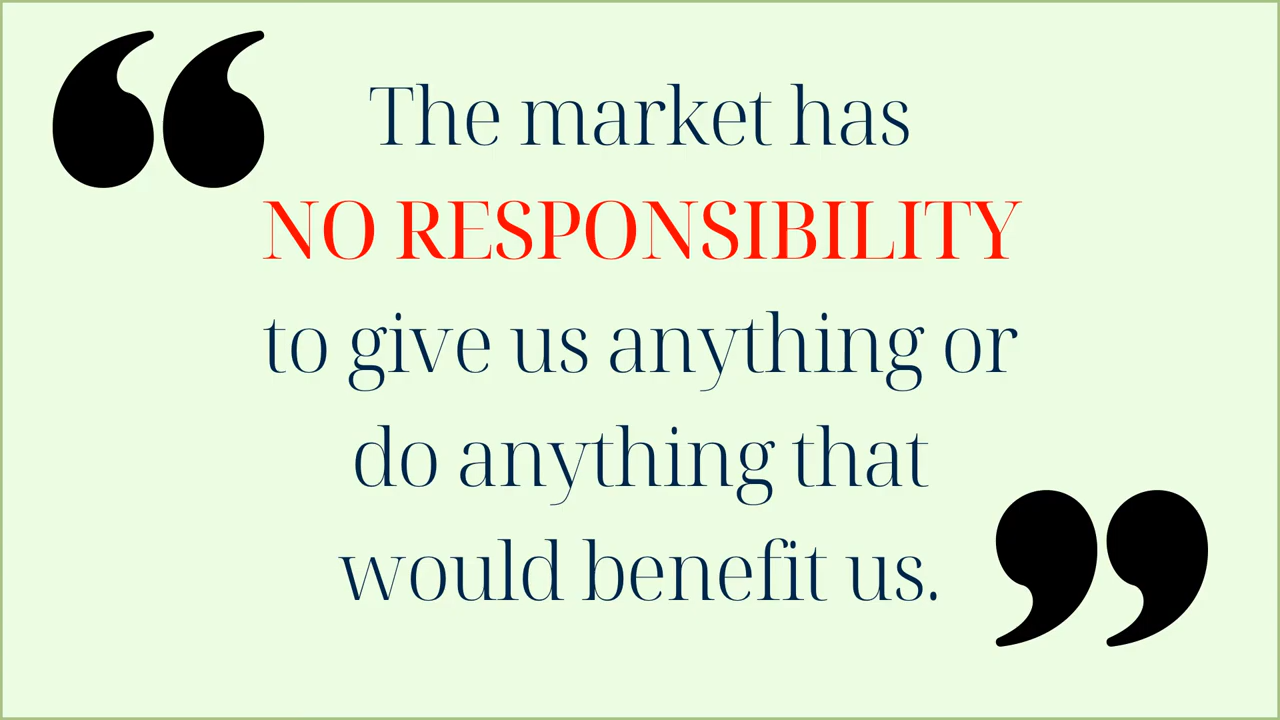 “
The market has
NO RESPONSIBILITY
to give us anything or
do anything that
would benefit us.
”